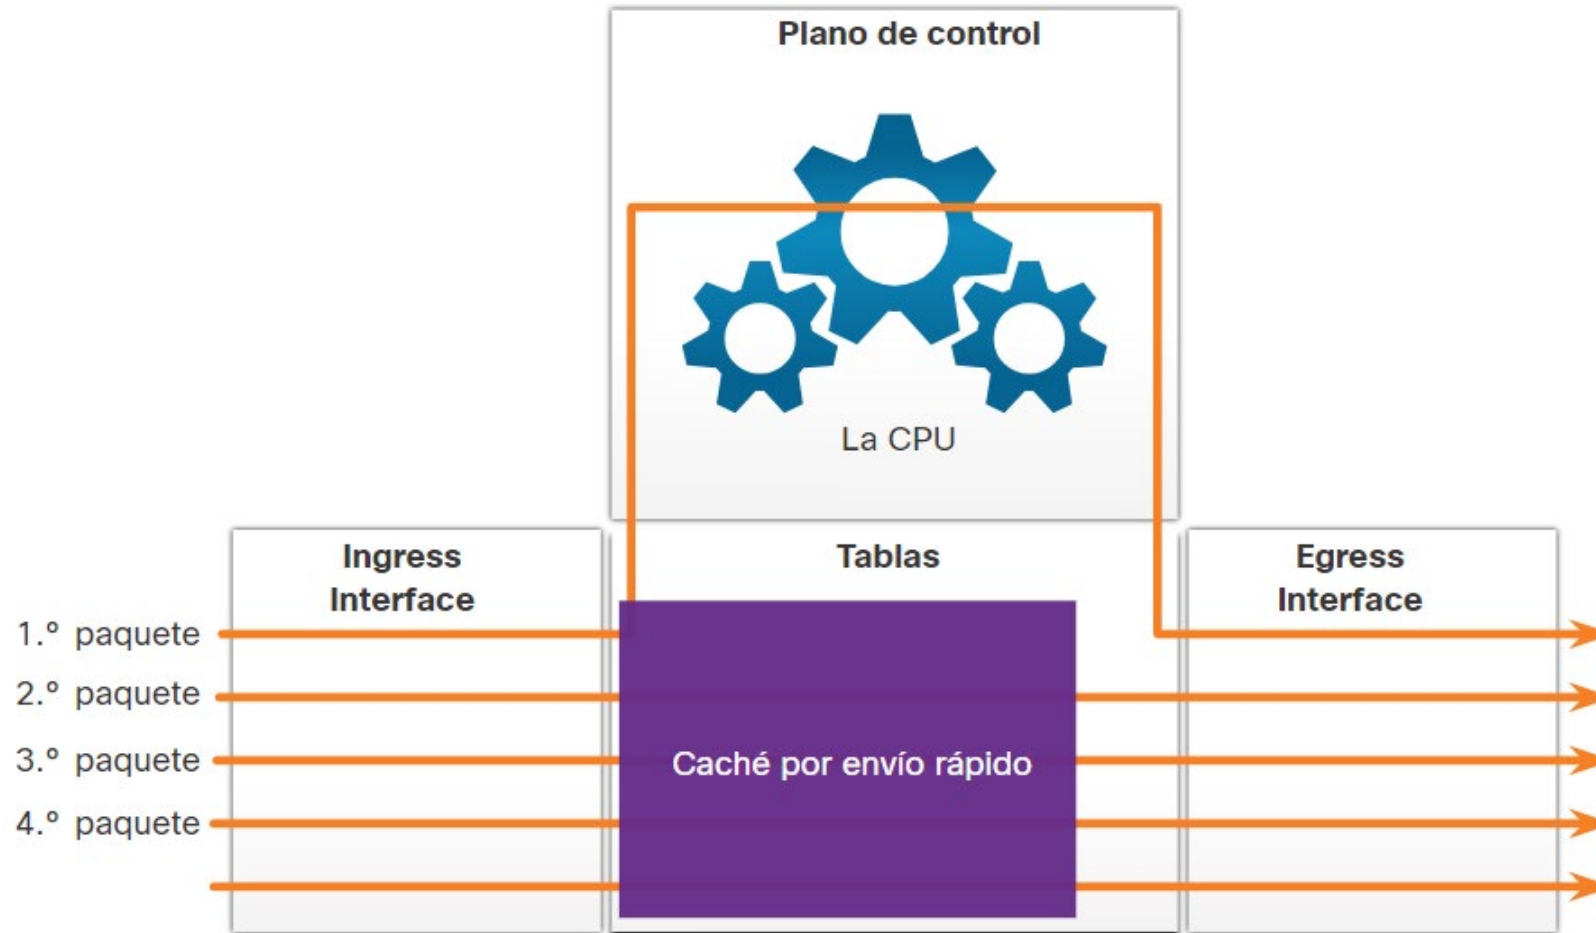 Plano de control
La CPU
Ingress
Interface
Tablas
Egress
Interface
1.º paquete
2.º paquete
3.º paquete
4.º paquete
Caché por envío rápido